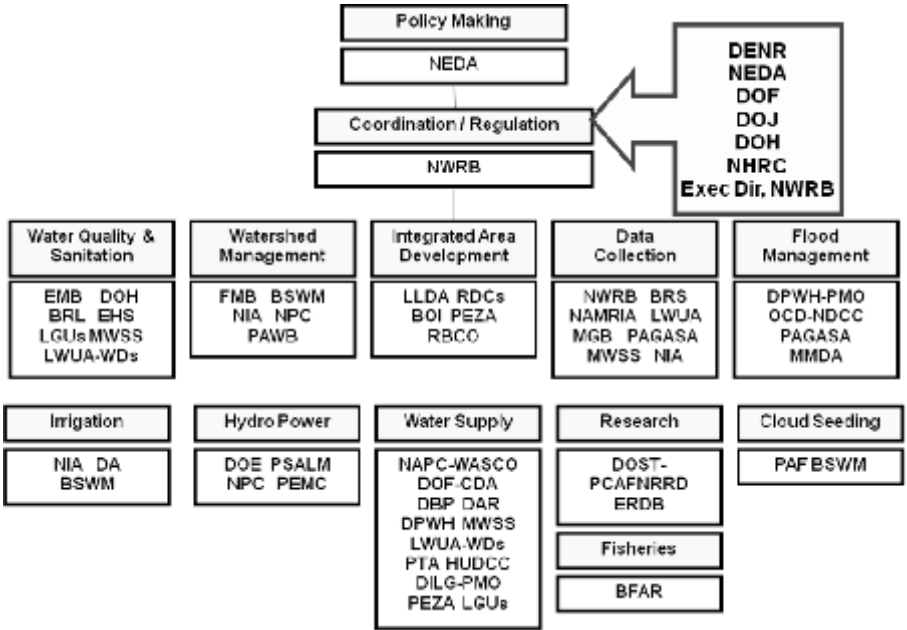 Policy Making
NEDA
Coordination / Regulation
NWRB
DENR
NEDA
DOF
DOJ
DOH
NHRC
Exec Dir, NWRB
Water Quality &
Sanitation
EMB DOH
BRL EHS
LGUs MWSS
LWUA-WDs
Watershed
Management
FMB BSWM
NIA NPC
PAWB
Integrated Area
Development
LLDA RDCs
BOI PEZA
RBCO
Data
Collection
NWRB BRS
NAMRIA LWUA
MGB PAGASA
MWSS NIA
Flood
Management
DPWH-PMO
OCD-NDCC
PAGASA
MMDA
Irrigation
NIA DA
BSWM
Hydro Power
DOE PSALM
NPC PEMC
Water Supply
NAPC-WASCO
DOF-CDA
DBP DAR
DPWH MWSS
LWUA-WDs
PTA HUDCC
DILG-PMO
PEZA LGUs
Research
DOST-
PCAFNRRD
ERDB
Fisheries
BFAR
Cloud Seeding
PAF BSWM